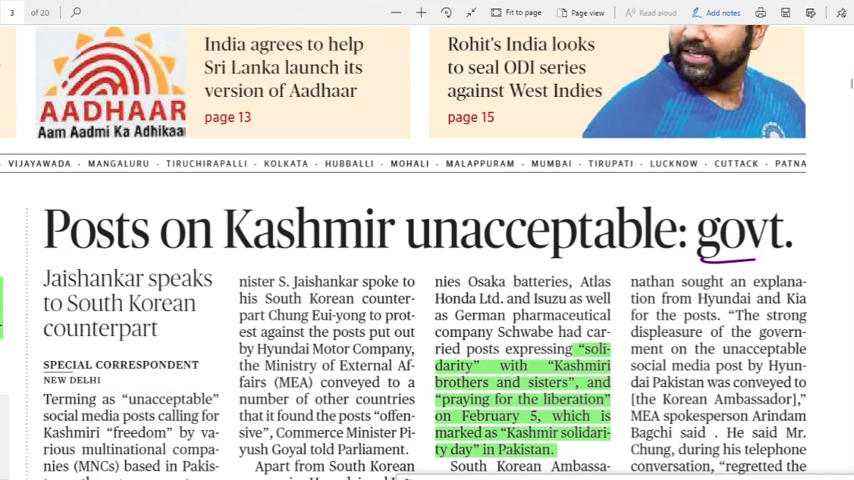 3 of 20
Fit to page
Page view
Read aloud
Add notes
AADHAAR
Aam Aadmi Ka Adhikaa
India agrees to help
Sri Lanka launch its
version of Aadhaar
page 13
Rohit's India looks
to seal ODI series
against West Indies
page 15
VIJAYAWADA · MANGALURU · TIRUCHIRAPALLI · KOLKATA · HUBBALLI · MOHALI · MALAPPURAM · MUMBAI · TIRUPATI · LUCKNOW · CUTTACK · PATNA
Posts on Kashmir unacceptable: govt.
Jaishankar speaks
to South Korean
counterpart
SPECIAL CORRESPONDENT
NEW DELHI
Terming as “unacceptable”
social media posts calling for
Kashmiri “freedom” by va-
rious multinational compa-
nies (MNCs) based in Pakis-
nister S. Jaishankar spoke to
his South Korean counter-
part Chung Eui-yong to prot-
est against the posts put out
by Hyundai Motor Company,
the Ministry of External Af-
fairs (MEA) conveyed to a
number of other countries
that it found the posts “offen-
sive”, Commerce Minister Pi-
yush Goyal told Parliament.
Apart from South Korean
nies Osaka batteries, Atlas
Honda Ltd. and Isuzu as well
as German pharmaceutical
company Schwabe had car-
ried posts expressing “soli-
darity” with “Kashmiri
brothers and sisters”, and
“praying for the liberation”
on February 5, which is
marked as “Kashmir solidari-
ty day” in Pakistan.
South Korean Ambassa-
nathan sought an explana-
tion from Hyundai and Kia
for the posts. “The strong
displeasure of the govern-
ment on the unacceptable
social media post by Hyun-
dai Pakistan was conveyed to
[the Korean Ambassador],”
MEA spokesperson Arindam
Bagchi said . He said Mr.
Chung, during his telephone
conversation, “regretted the